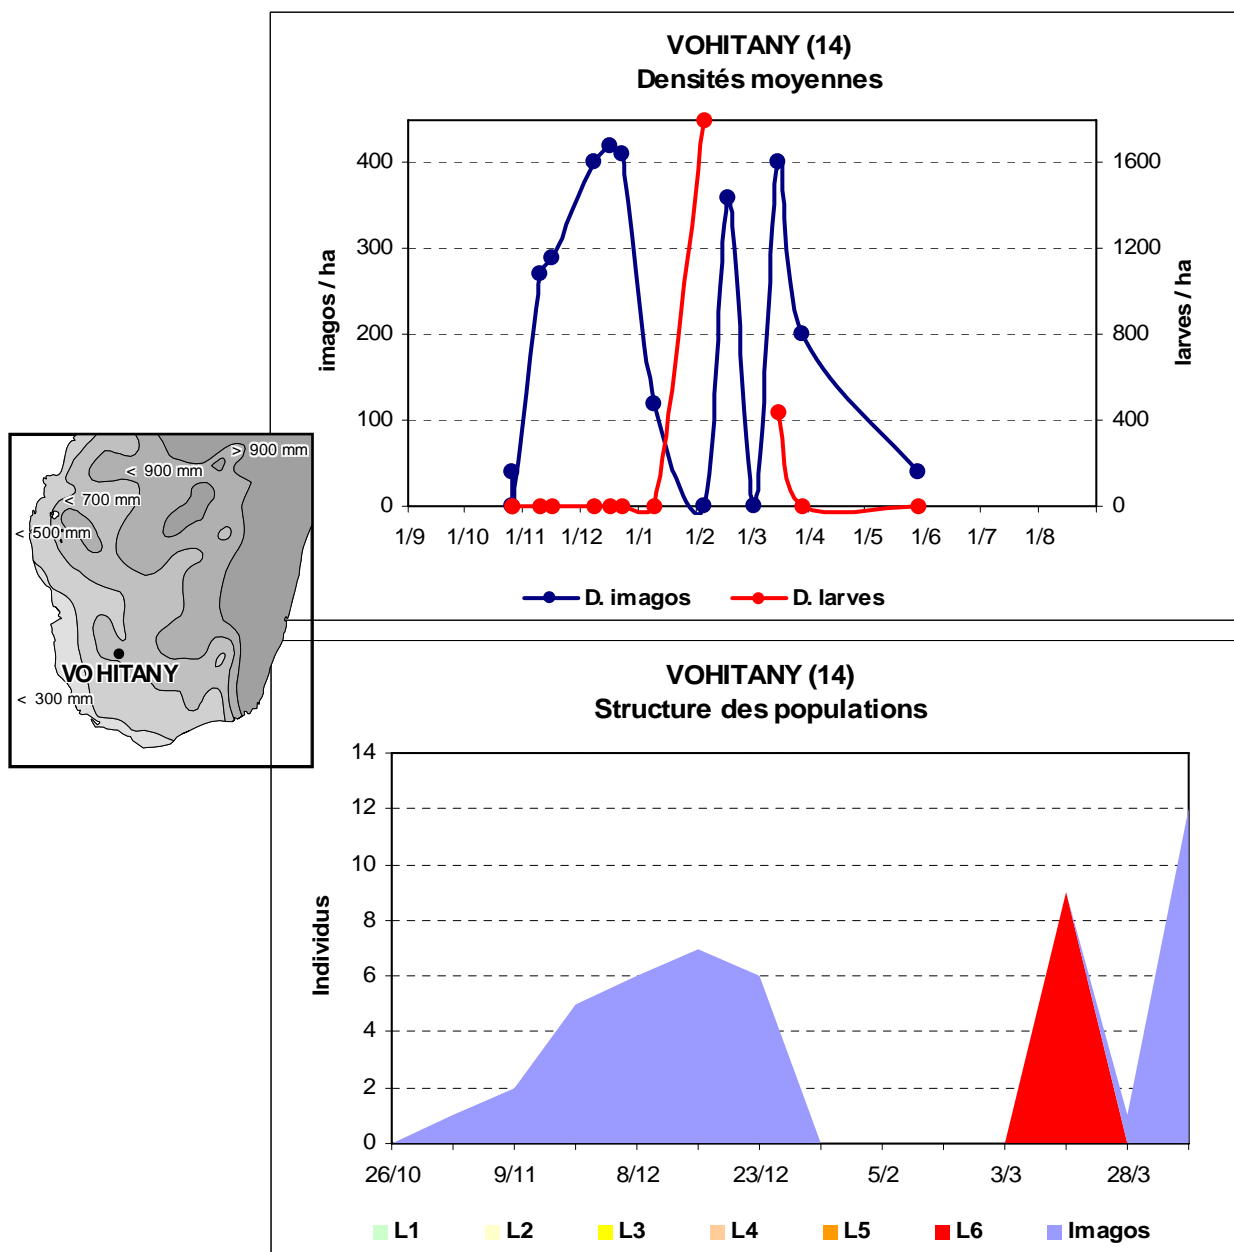 VOHITANY (14)
Densités moyennes
400 1600
300 1200
200 800
100 400
0 0
imagos / ha
larves / ha
1/9 1/10 1/11 1/12 1/1 1/2 1/3 1/4 1/5 1/6 1/7 1/8
D. imagos D. larves
> 900 mm
< 900 mm
< 700 mm
< 500 mm
VOHITANY
< 300 mm
VOHITANY (14)
Structure des populations
14
12
10
8
6
4
2
0
Individus
26/10 9/11 8/12 23/12 5/2 3/3 28/3
L1 L2 L3 L4 L5 L6 Imagos